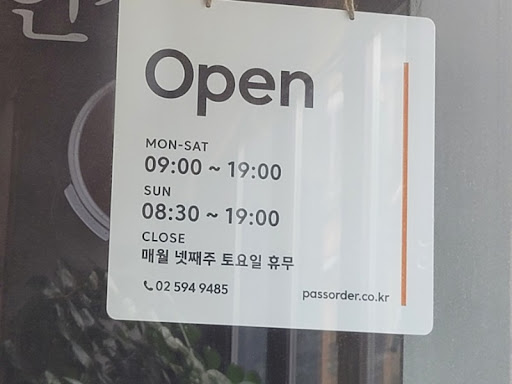 Open
MON-SAT
09:00 ~ 19:00
SUN
08:30 ~ 19:00
CLOSE
매월 넷째주 토요일 휴무
02 594 9485
passorder.co.kr